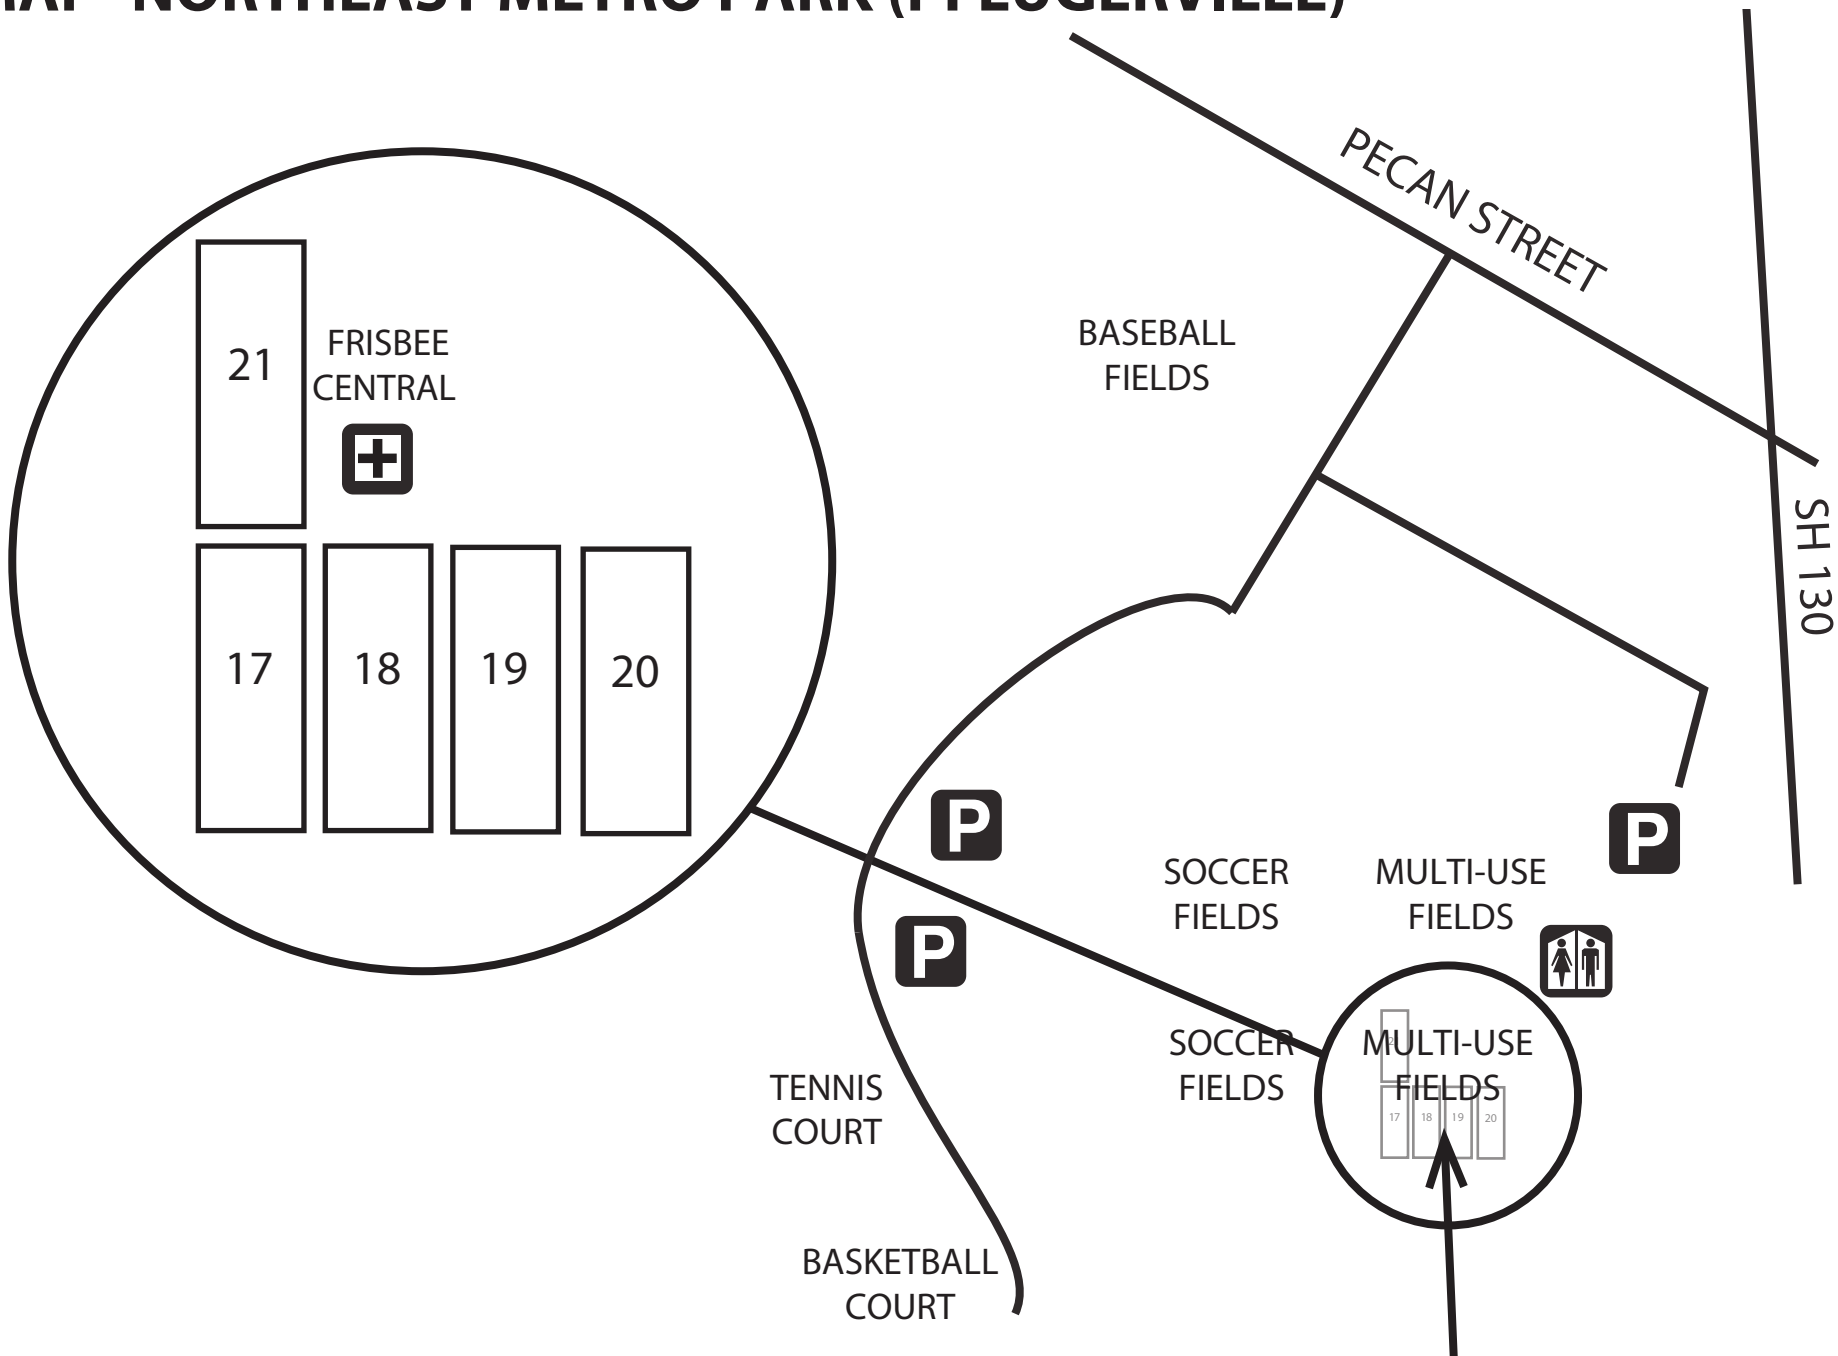 MAP - NORTHEAST METRO PARK (PFLUGERVILLE)
PECAN STREET
SH 130
BASEBALL
FIELDS
21
FRISBEE
CENTRAL
17
18
19
20
P
P
P
SOCCER
FIELDS
MULTI-USE
FIELDS
SOCCER
FIELDS
MULTI-USE
FIELDS
17
18
19
20
TENNIS
COURT
BASKETBALL
COURT